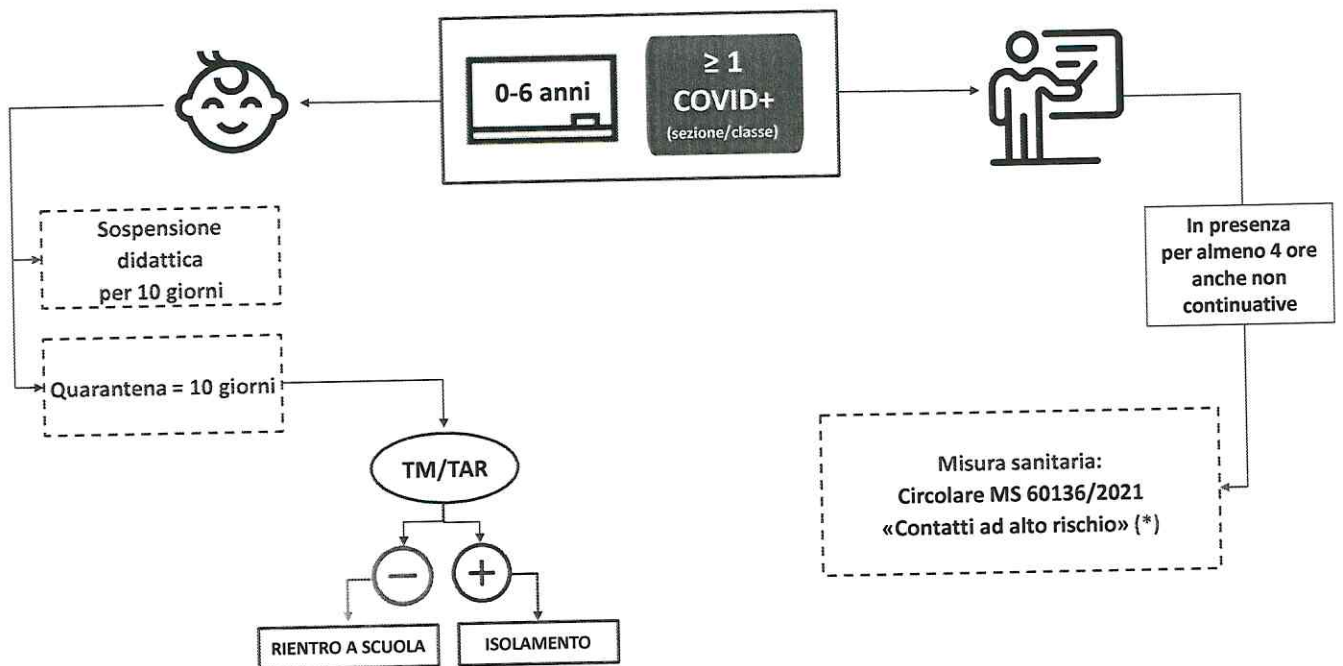 0-6 anni
≥ 1
COVID+
(sezione/classe)
Sospensione
didattica
per 10 giorni
Quarantena = 10 giorni
TM/TAR
−
+
RIENTRO A SCUOLA
ISOLAMENTO
In presenza
per almeno 4 ore
anche non
continuative
Misura sanitaria:
Circolare MS 60136/2021
«Contatti ad alto rischio» (*)